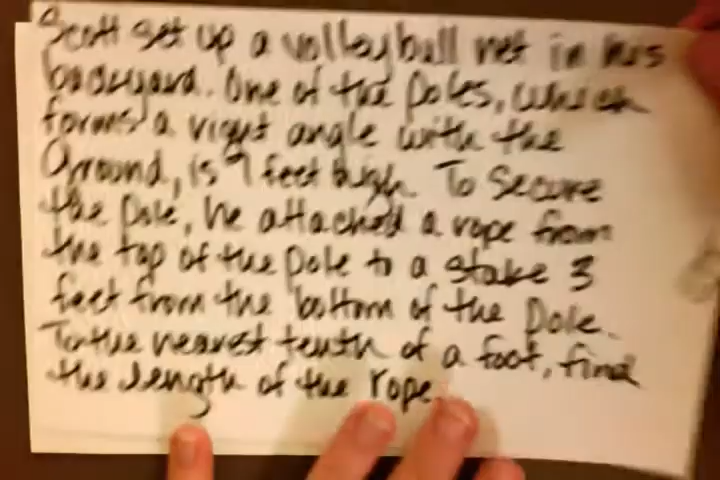 Scott set up a volleyball net in his
backyard. One of the poles, which
forms a right angle with the
Ground, is 7 feet high. To secure
the pole, he attached a rope from
the top of the pole to a stake 3
feet from the bottom of the pole.
To the nearest tenth of a foot, find
the length of the rope.